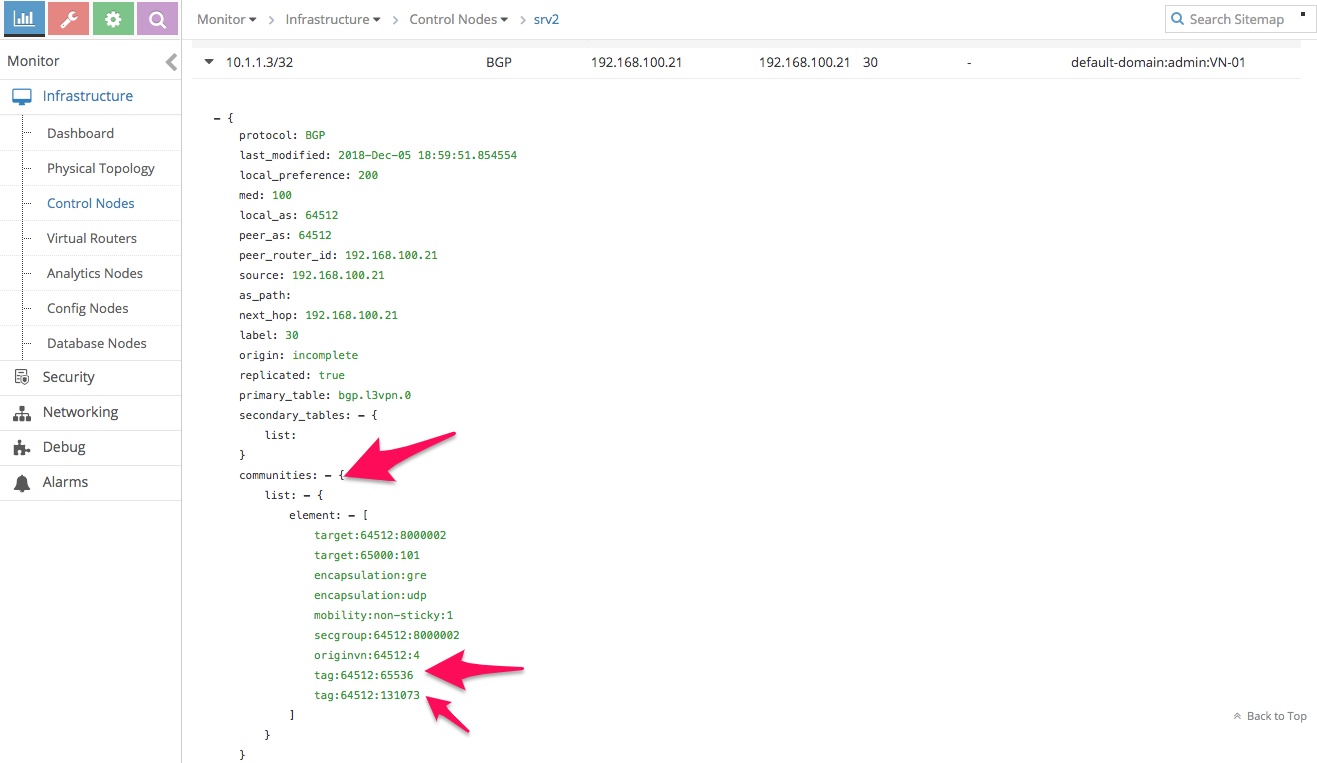 Monitor > Infrastructure > Control Nodes > srv2
Search Sitemap
Monitor
Infrastructure
Dashboard
Physical Topology
Control Nodes
Virtual Routers
Analytics Nodes
Config Nodes
Database Nodes
Security
Networking
Debug
Alarms
10.1.1.3/32 BGP 192.168.100.21 192.168.100.21 30 - default-domain:admin:VN-01
– {
protocol: BGP
last_modified: 2018-Dec-05 18:59:51.854554
local_preference: 200
med: 100
local_as: 64512
peer_as: 64512
peer_router_id: 192.168.100.21
source: 192.168.100.21
as_path:
next_hop: 192.168.100.21
label: 30
origin: incomplete
replicated: true
primary_table: bgp.l3vpn.0
secondary_tables: – {
list:
}
communities: – {
list: – {
element: – [
target:64512:8000002
target:65000:101
encapsulation:gre
encapsulation:udp
mobility:non-sticky:1
secgroup:64512:8000002
originvn:64512:4
tag:64512:65536
tag:64512:131073
]
}
}
Back to Top